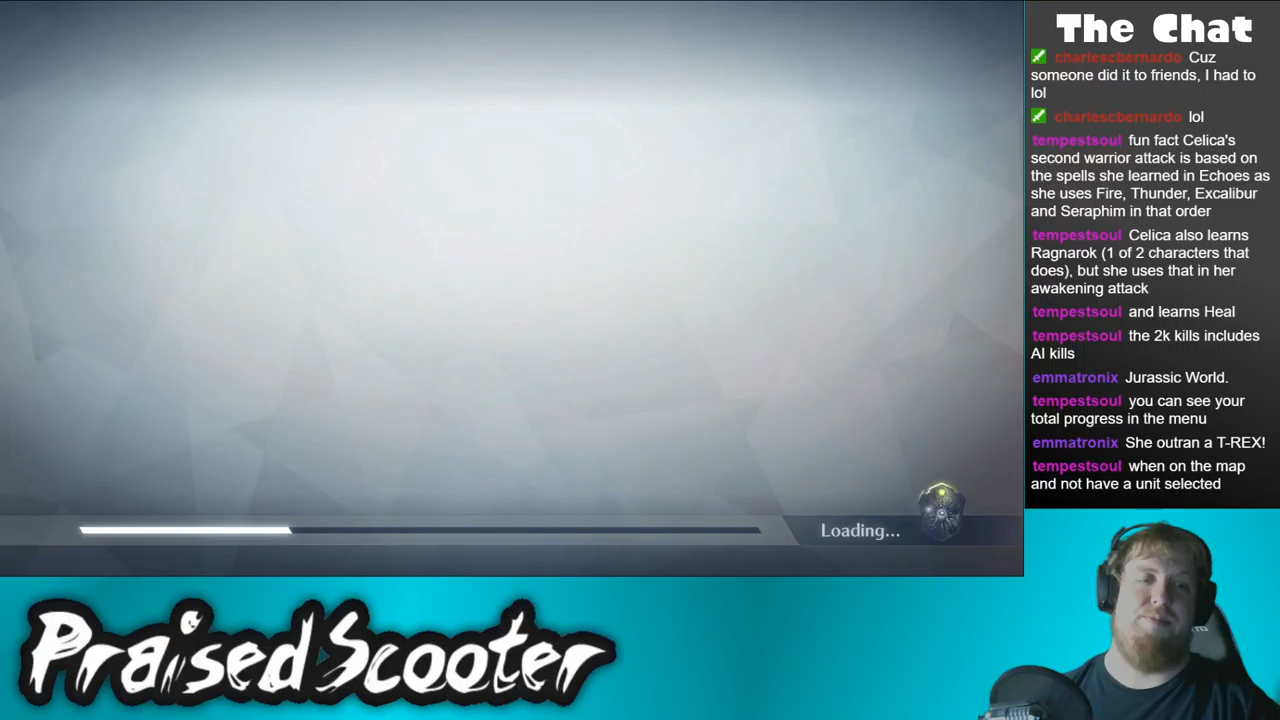 The Chat
charlescbernardo Cuz
someone did it to friends, I had to
lol
charlescbernardo lol
tempestsoul fun fact Celica's
second warrior attack is based on
the spells she learned in Echoes as
she uses Fire, Thunder, Excalibur
and Seraphim in that order
tempestsoul Celica also learns
Ragnarok (1 of 2 characters that
does), but she uses that in her
awakening attack
tempestsoul and learns Heal
tempestsoul the 2k kills includes
AI kills
emmatronix Jurassic World.
tempestsoul you can see your
total progress in the menu
emmatronix She outran a T-REX!
tempestsoul when on the map
and not have a unit selected
Loading...
PraisedScooter